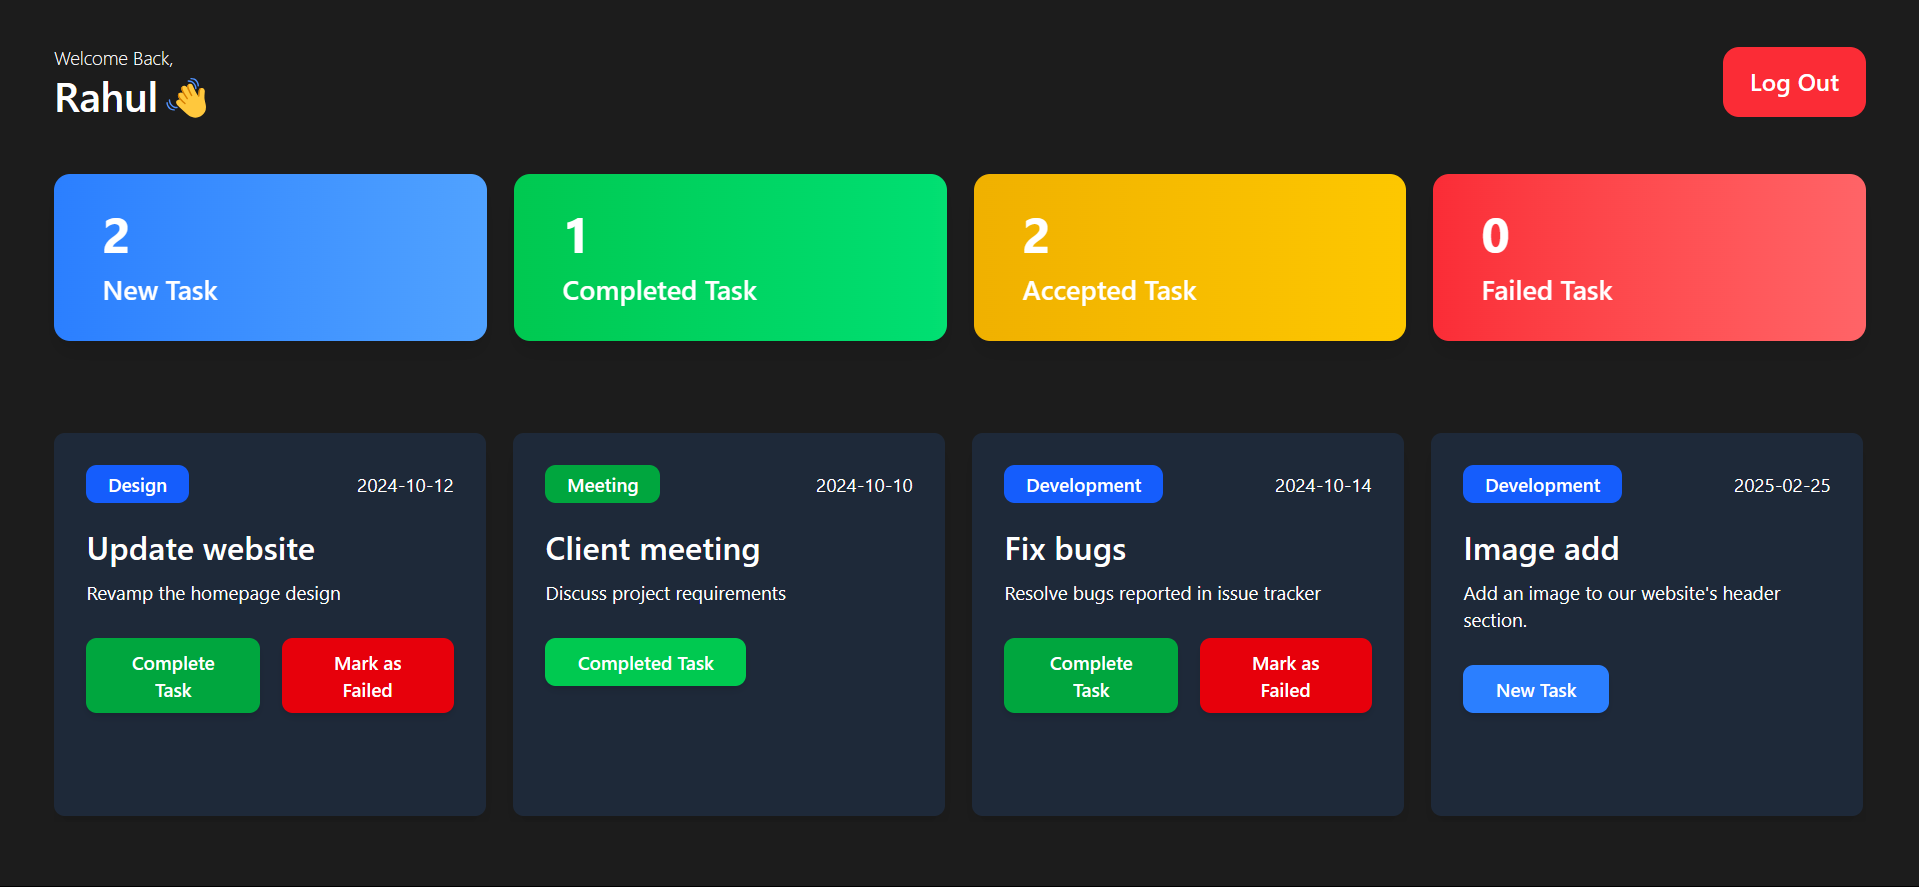 Welcome Back,
Rahul 👋
Log Out
2
New Task
1
Completed Task
2
Accepted Task
0
Failed Task
Design
2024-10-12
Update website
Revamp the homepage design
Complete
Task
Mark as
Failed
Meeting
2024-10-10
Client meeting
Discuss project requirements
Completed Task
Development
2024-10-14
Fix bugs
Resolve bugs reported in issue tracker
Complete
Task
Mark as
Failed
Development
2025-02-25
Image add
Add an image to our website's header
section.
New Task